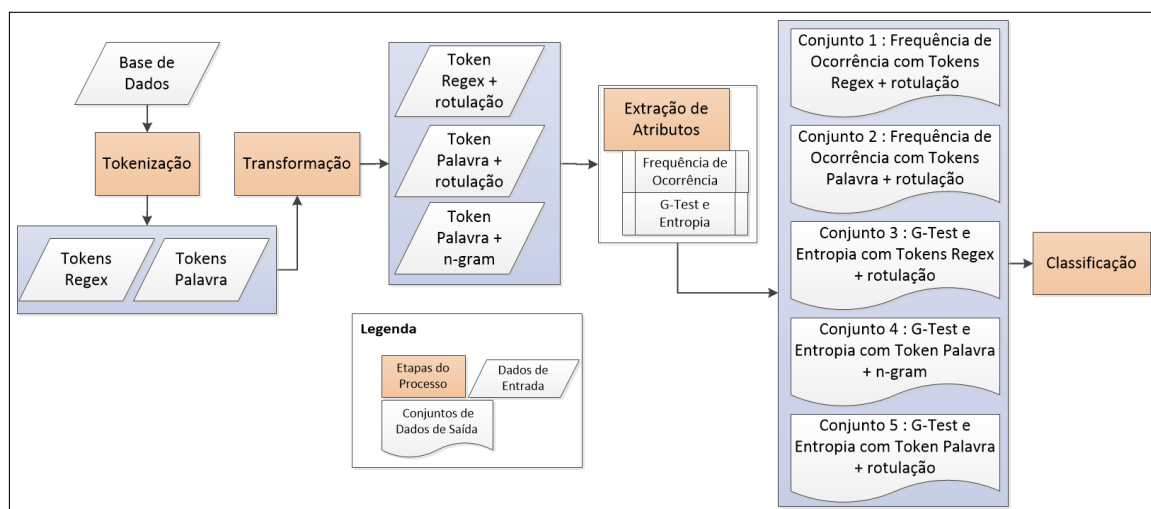 Base de
Dados
Tokenização
Tokens
Regex
Tokens
Palavra
Transformação
Token
Regex +
rotulação
Token
Palavra +
rotulação
Token
Palavra +
n-gram
Extração de
Atributos
Frequência de
Ocorrência
G-Test e
Entropia
Conjunto 1 : Frequência de
Ocorrência com Tokens
Regex + rotulação
Conjunto 2 : Frequência de
Ocorrência com Tokens
Palavra + rotulação
Conjunto 3 : G-Test e
Entropia com Tokens Regex
+ rotulação
Conjunto 4 : G-Test e
Entropia com Token Palavra
+ n-gram
Conjunto 5 : G-Test e
Entropia com Token Palavra
+ rotulação
Classificação
Legenda
Etapas do
Processo
Dados de
Entrada
Conjuntos de
Dados de Saída